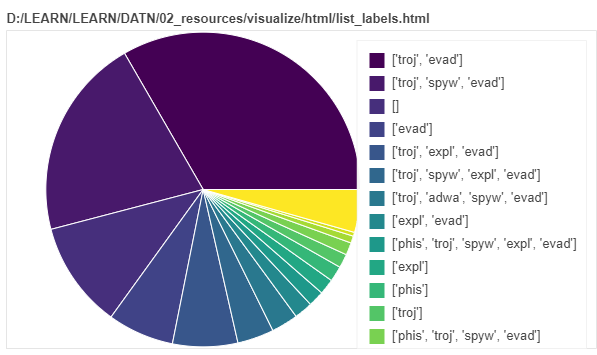 D:/LEARN/LEARN/DATN/02_resources/visualize/html/list_labels.html
['troj', 'evad']
['troj', 'spyw', 'evad']
[]
['evad']
['troj', 'expl', 'evad']
['troj', 'spyw', 'expl', 'evad']
['troj', 'adwa', 'spyw', 'evad']
['expl', 'evad']
['phis', 'troj', 'spyw', 'expl', 'evad']
['expl']
['phis']
['troj']
['phis', 'troj', 'spyw', 'evad']